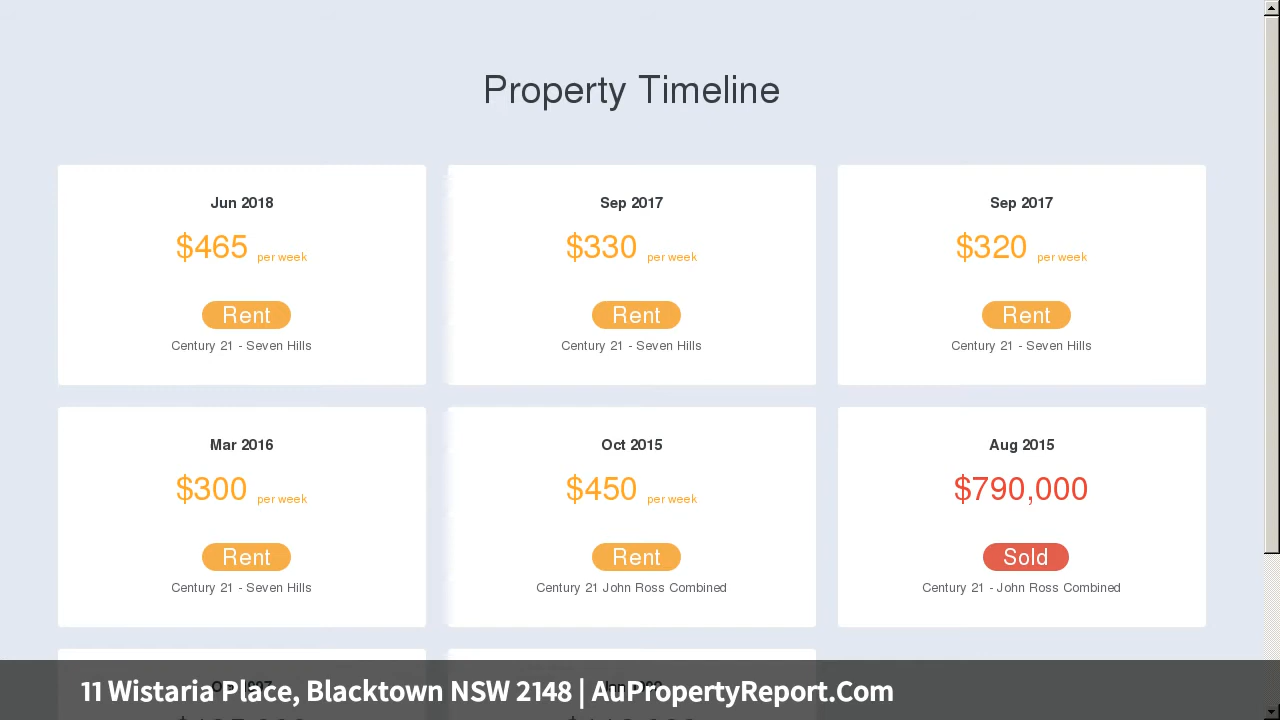 Property Timeline
Jun 2018
$465 per week
Rent
Century 21 - Seven Hills
Sep 2017
$330 per week
Rent
Century 21 - Seven Hills
Sep 2017
$320 per week
Rent
Century 21 - Seven Hills
Mar 2016
$300 per week
Rent
Century 21 - Seven Hills
Oct 2015
$450 per week
Rent
Century 21 John Ross Combined
Aug 2015
$790,000
Sold
Century 21 - John Ross Combined
11 Wistaria Place, Blacktown NSW 2148 | AuPropertyReport.Com